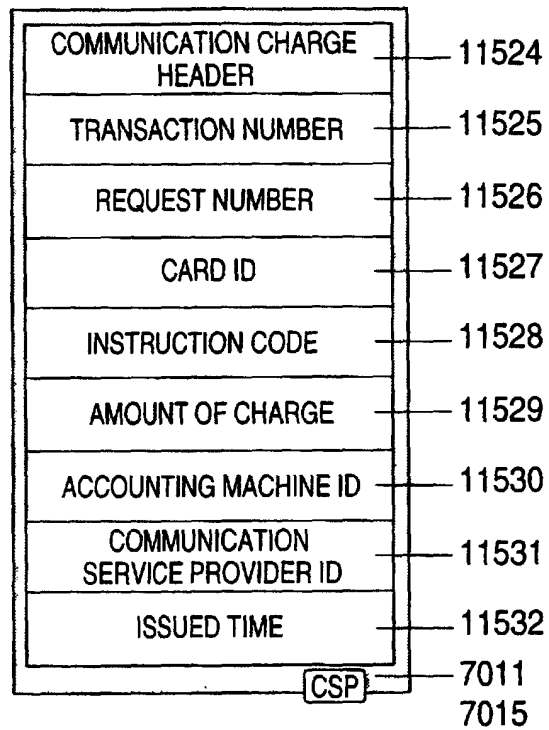 COMMUNICATION CHARGE
HEADER
11524
TRANSACTION NUMBER
11525
REQUEST NUMBER
11526
CARD ID
11527
INSTRUCTION CODE
11528
AMOUNT OF CHARGE
11529
ACCOUNTING MACHINE ID
11530
COMMUNICATION
SERVICE PROVIDER ID
11531
ISSUED TIME
11532
CSP
7011
7015